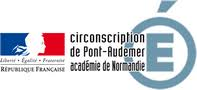 circonscription
de Pont-Audemer
académie de Normandie
Liberté • Égalité • Fraternité
RÉPUBLIQUE FRANÇAISE
É